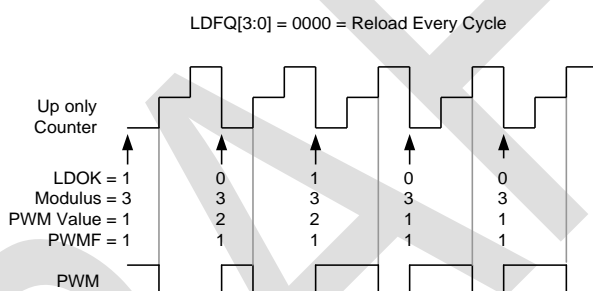 LDFQ[3:0] = 0000 = Reload Every Cycle
Up only
Counter
LDOK = 1 0 1 0 0
Modulus = 3 3 3 3 3
PWM Value = 1 2 2 1 1
PWMF = 1 1 1 1 1
PWM